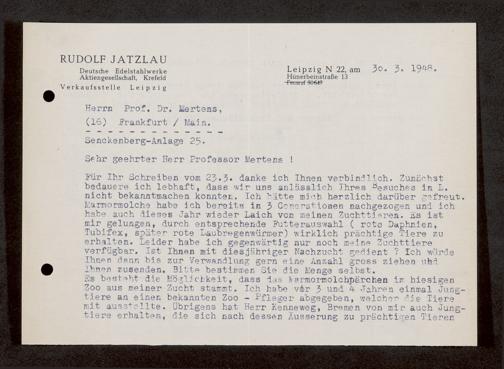 RUDOLF JATZLAU
Deutsche Edelstahlwerke
Aktiengesellschaft, Krefeld
Verkaufsstelle Leipzig
Leipzig N 22, am 30. 3. 1948.
Hünerbeinstraße 13
Fernruf 50649
Herrn Prof. Dr. Mertens,
(16) Frankfurt / Main.
Senckenberg-Anlage 25.
Sehr geehrter Herr Professor Mertens !
Für Ihr Schreiben vom 23.3. danke ich Ihnen verbindlich. Zunächst
bedauere ich lebhaft, dass wir uns anlässlich Ihres Besuches in L.
nicht bekanntmachen konnten. Ich hätte mich herzlich darüber gefreut.
Marmormolche habe ich bereits in 3 Generationen nachgezogen und ich
habe auch dieses Jahr wieder Laich von meinen Zuchttieren. Es ist
mir gelungen, durch entsprechende Futterauswahl ( rote Daphnien,
Tubifex, später rote Laubregenwürmer) wirklich prächtige Tiere zu
erhalten. Leider habe ich gegenwärtig nur noch meine Zuchttiere
verfügbar. Ist Ihnen mit diesjähriger Nachzucht gedient ? Ich würde
Ihnen dann bis zur Verwandlung gern eine Anzahl gross ziehen und
Ihnen zusenden. Bitte bestimmen Sie die Menge selbst.
Es besteht die Möglichkeit, dass das Marmormolchpärchen im hiesigen
Zoo aus meiner Zucht stammt. Ich habe vor 3 und 4 Jahren einmal Jung-
tiere an einen bekannten Zoo - Pfleger abgegeben, welcher die Tiere
mit ausstellte. Übrigens hat Herr Kenneweg, Bremen von mir auch Jung-
tiere erhalten, die sich nach dessen Äusserung zu prächtigen Tieren